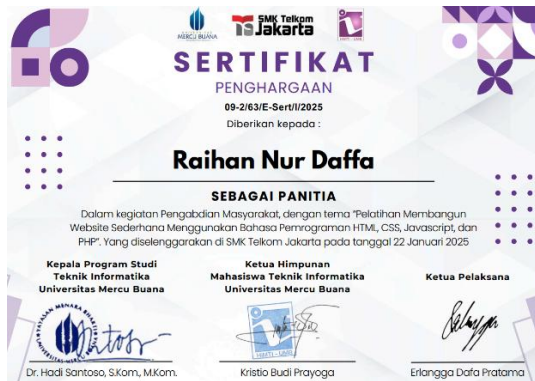 MERCU BUANA
SMK Telkom
Jakarta
SERTIFIKAT
PENGHARGAAN
09-2/63/E-Sert/I/2025
Diberikan kepada :
Raihan Nur Daffa
SEBAGAI PANITIA
Dalam kegiatan Pengabdian Masyarakat, dengan tema "Pelatihan Membangun
Website Sederhana Menggunakan Bahasa Pemrograman HTML, CSS, Javascript, dan
PHP". Yang diselenggarakan di SMK Telkom Jakarta pada tanggal 22 Januari 2025
Kepala Program Studi
Teknik Informatika
Universitas Mercu Buana
Ketua Himpunan
Mahasiswa Teknik Informatika
Universitas Mercu Buana
Ketua Pelaksana
HMTI - UMB
Dr. Hadi Santoso, S.Kom., M.Kom.
Kristio Budi Prayoga
Erlangga Dafa Pratama